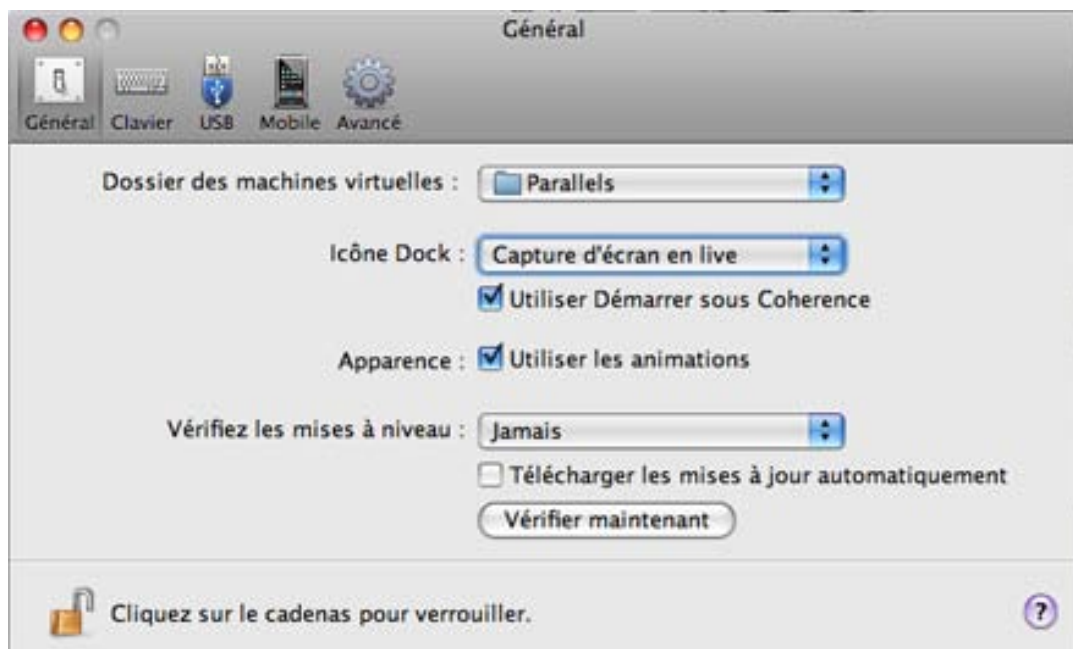 Général
Général Clavier USB Mobile Avancé
Dossier des machines virtuelles : Parallels
Icône Dock : Capture d'écran en live
Utiliser Démarrer sous Coherence
Apparence : Utiliser les animations
Vérifiez les mises à niveau : Jamais
Télécharger les mises à jour automatiquement
Vérifier maintenant
Cliquez sur le cadenas pour verrouiller.
?